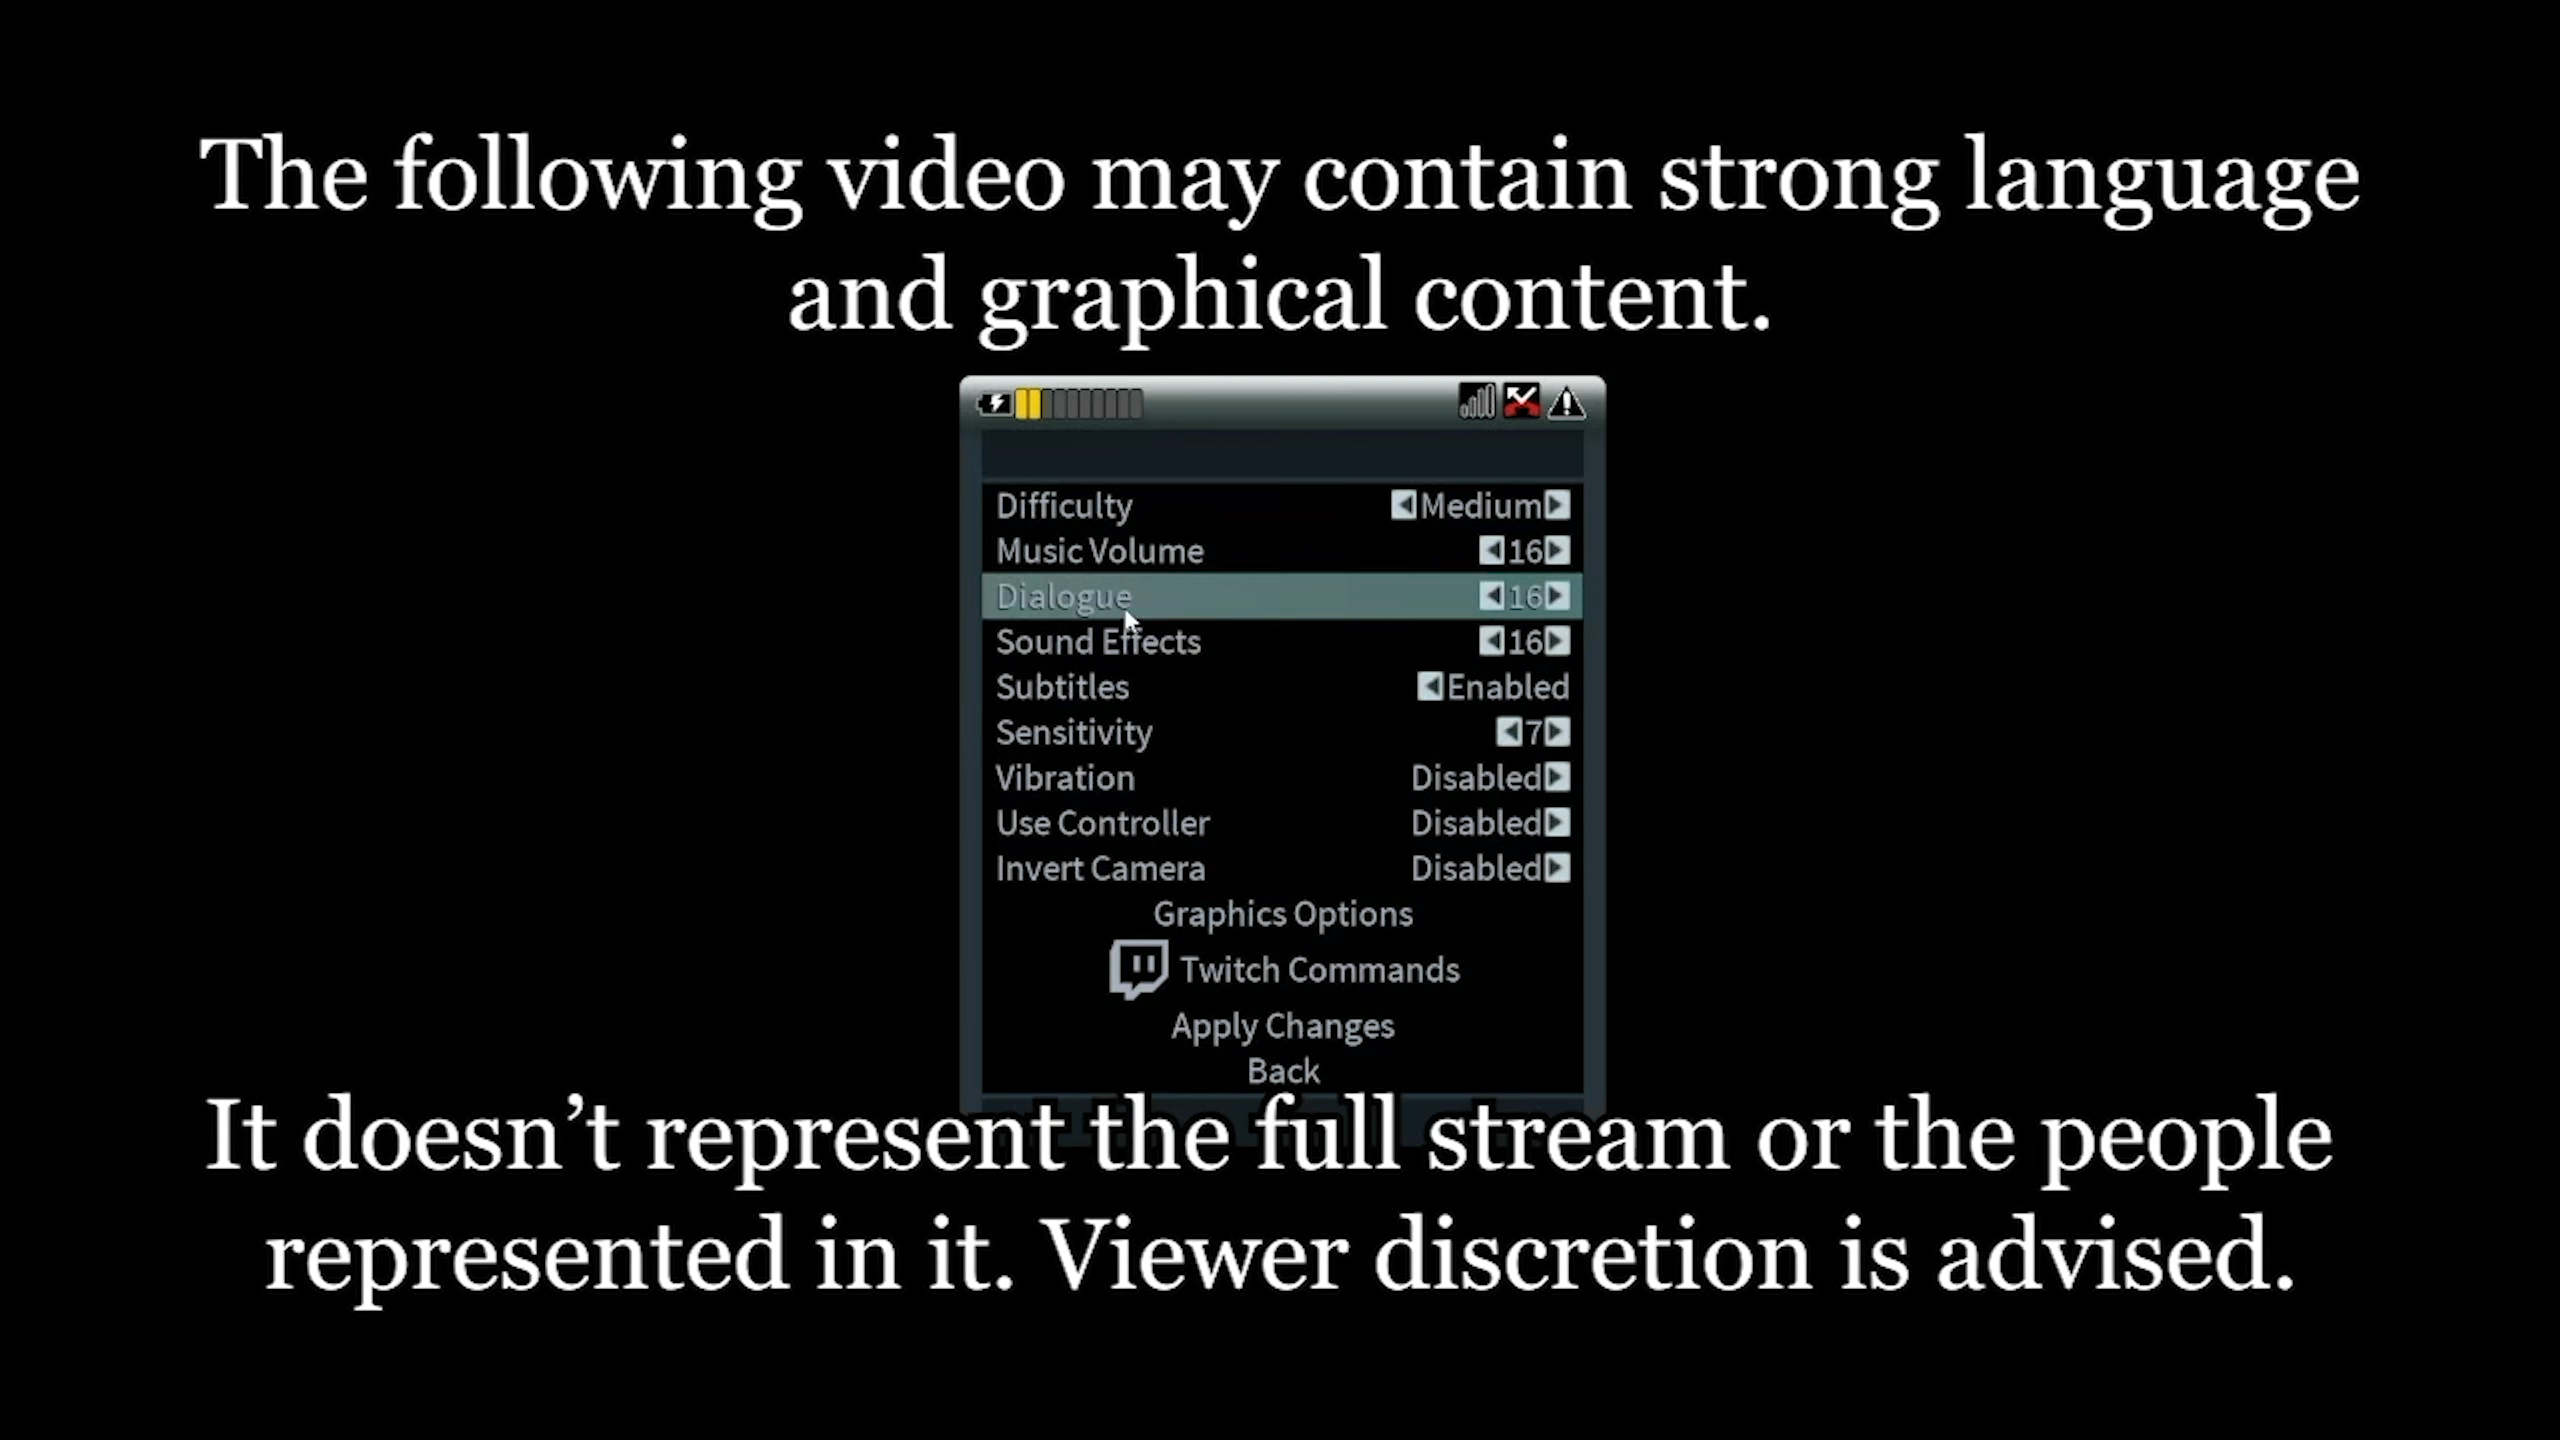 The following video may contain strong language
and graphical content.
Difficulty Medium
Music Volume 16
Dialogue 16
Sound Effects 16
Subtitles Enabled
Sensitivity 7
Vibration Disabled
Use Controller Disabled
Invert Camera Disabled
Graphics Options
Twitch Commands
Apply Changes
Back
It doesn’t represent the full stream or the people
represented in it. Viewer discretion is advised.